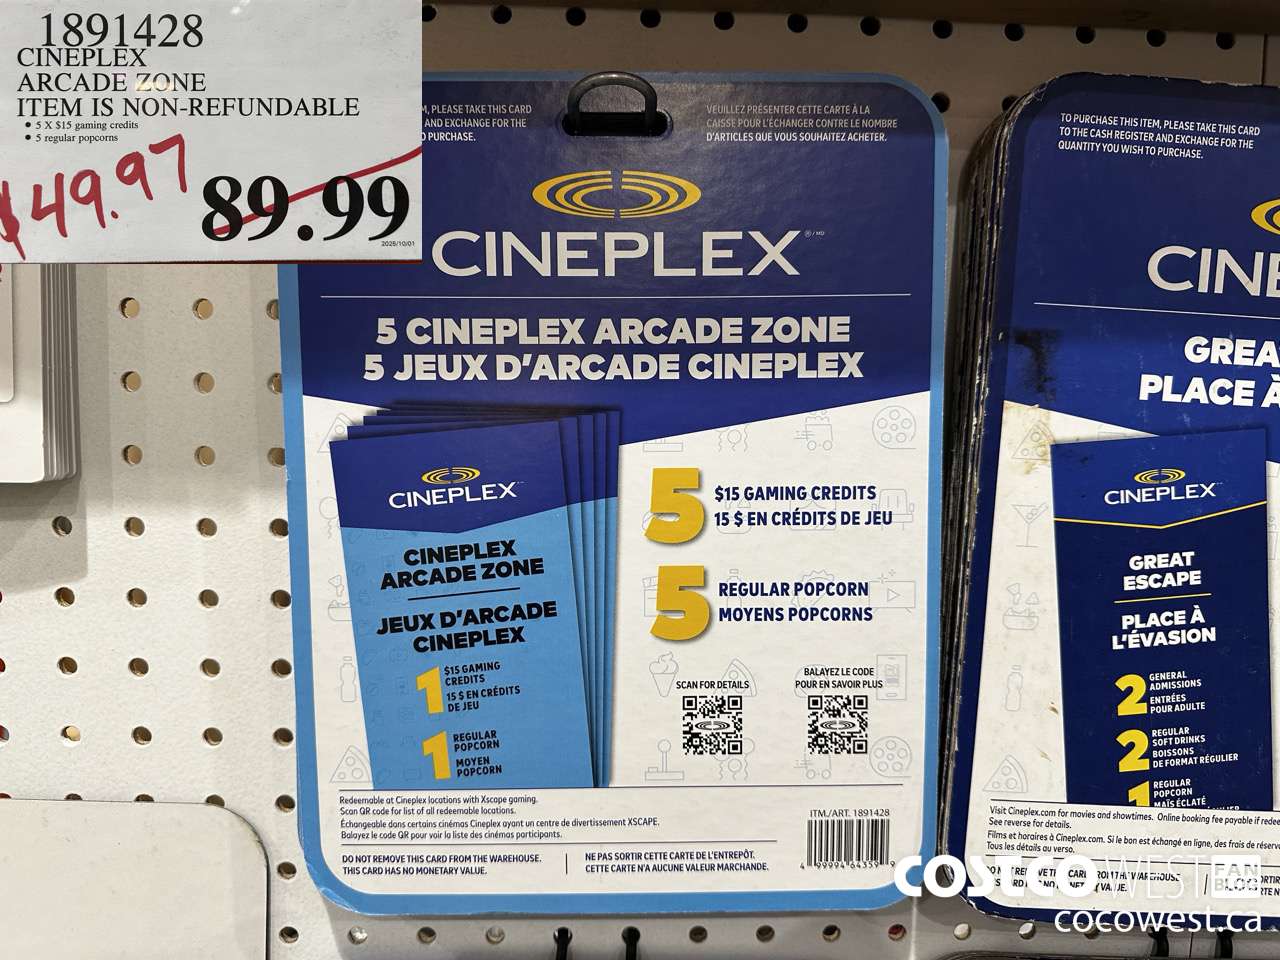 1891428
CINEPLEX
ARCADE ZONE
ITEM IS NON-REFUNDABLE
• 5 X $15 gaming credits
• 5 regular popcorns
$49.97
89.99
M, PLEASE TAKE THIS CARD
AND EXCHANGE FOR THE
PURCHASE.
VEUILLEZ PRÉSENTER CETTE CARTE À LA
CAISSE POUR L'ÉCHANGER CONTRE LE NOMBRE
D'ARTICLES QUE VOUS SOUHAITEZ ACHETER.
CINEPLEX
5 CINEPLEX ARCADE ZONE
5 JEUX D'ARCADE CINEPLEX
CINEPLEX
CINEPLEX
ARCADE ZONE
JEUX D'ARCADE
CINEPLEX
1 $15 GAMING
CREDITS
15 $ EN CRÉDITS
DE JEU
1 REGULAR
POPCORN
MOYEN
POPCORN
5 $15 GAMING CREDITS
15 $ EN CRÉDITS DE JEU
5 REGULAR POPCORN
MOYENS POPCORNS
SCAN FOR DETAILS
BALAYEZ LE CODE
POUR EN SAVOIR PLUS
Redeemable at Cineplex locations with Xscape gaming.
Scan QR code for list of all redeemable locations.
Échangeable dans certains cinémas Cineplex ayant un centre de divertissement XSCAPE.
Balayez le code QR pour voir la liste des cinémas participants.
ITM./ART. 1891428
DO NOT REMOVE THIS CARD FROM THE WAREHOUSE.
THIS CARD HAS NO MONETARY VALUE.
NE PAS SORTIR CETTE CARTE DE L'ENTREPÔT.
CETTE CARTE N'A AUCUNE VALEUR MARCHANDE.
TO PURCHASE THIS ITEM, PLEASE TAKE THIS CARD
TO THE CASH REGISTER AND EXCHANGE FOR THE
QUANTITY YOU WISH TO PURCHASE.
CINE
GREA
PLACE À
CINEPLEX
GREAT
ESCAPE
PLACE À
L'ÉVASION
2 GENERAL
ADMISSIONS
ENTRÉES
POUR ADULTE
2 REGULAR
SOFT DRINKS
BOISSONS
DE FORMAT RÉGULIER
1 REGULAR
POPCORN
MAÏS ÉCLATÉ
Visit Cineplex.com for movies and showtimes. Online booking fee payable if redee
See reverse for details.
Films et horaires à Cineplex.com. Si le bon est échangé en ligne, des frais de réserv
Tous les détails au verso.
COSTCO WEST FAN BLOG
cocowest.ca